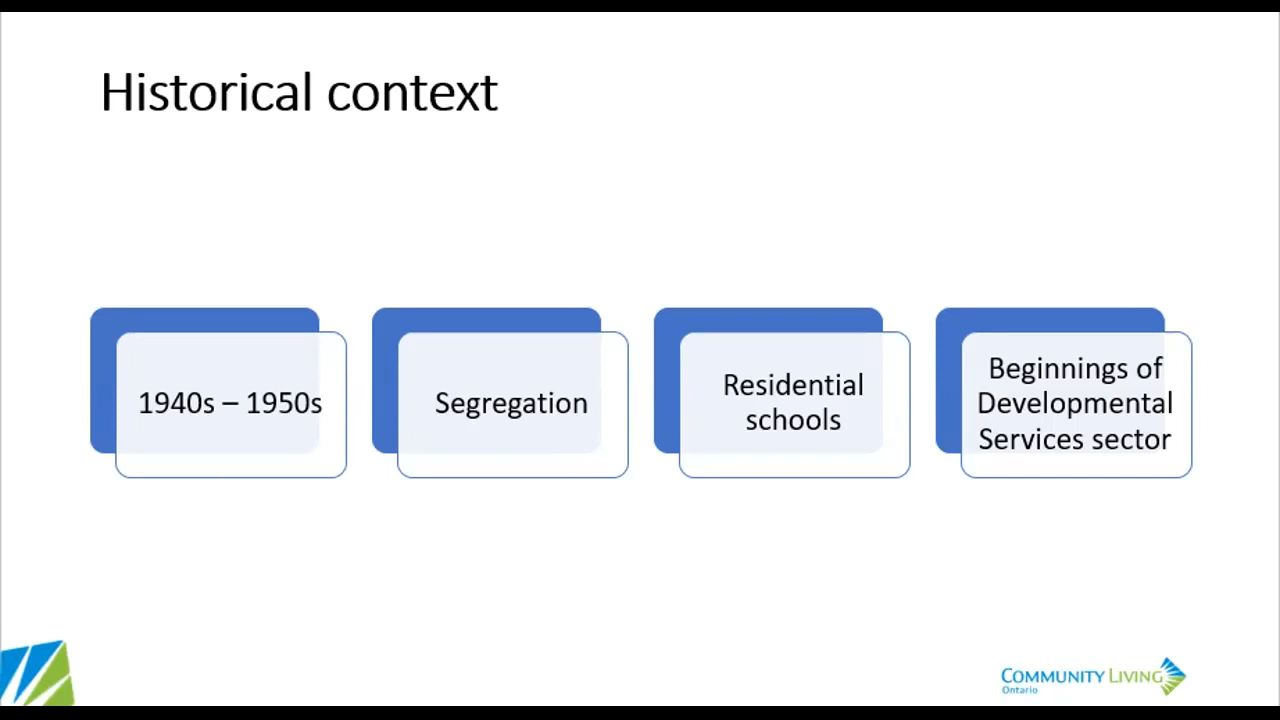 Historical context
1940s – 1950s
Segregation
Residential
schools
Beginnings of
Developmental
Services sector
COMMUNITY LIVING
Ontario